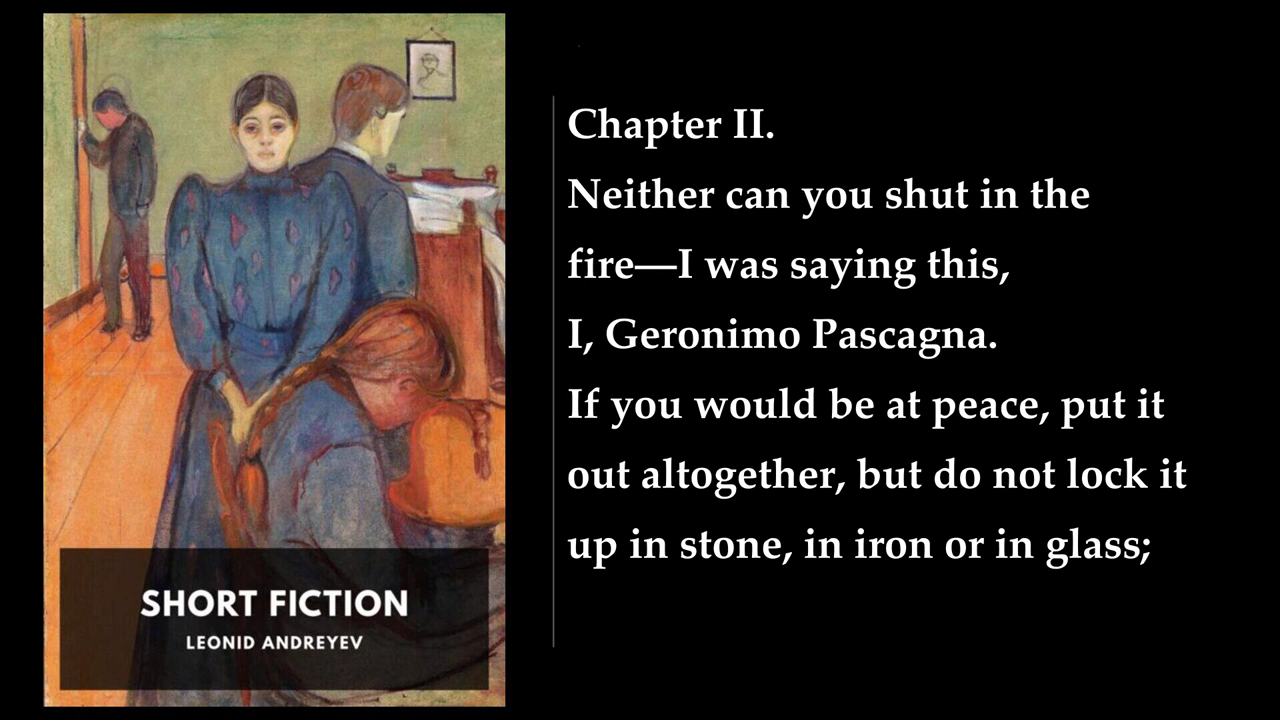 SHORT FICTION
LEONID ANDREYEV
Chapter II.
Neither can you shut in the
fire—I was saying this,
I, Geronimo Pascagna.
If you would be at peace, put it
out altogether, but do not lock it
up in stone, in iron or in glass;